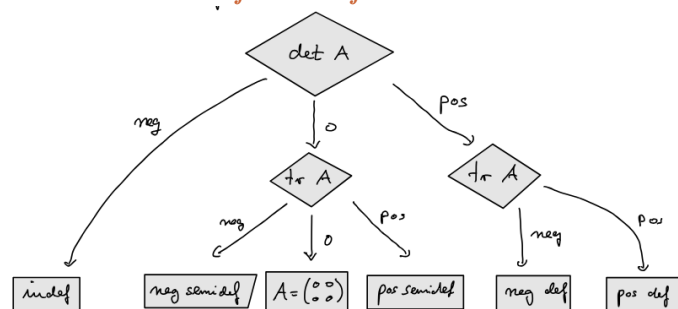 det A
neg
0
pos
tr A
tr A
neg
0
pos
neg
pos
indef
neg semidef
A = (0 0
0 0)
pos semidef
neg def
pos def